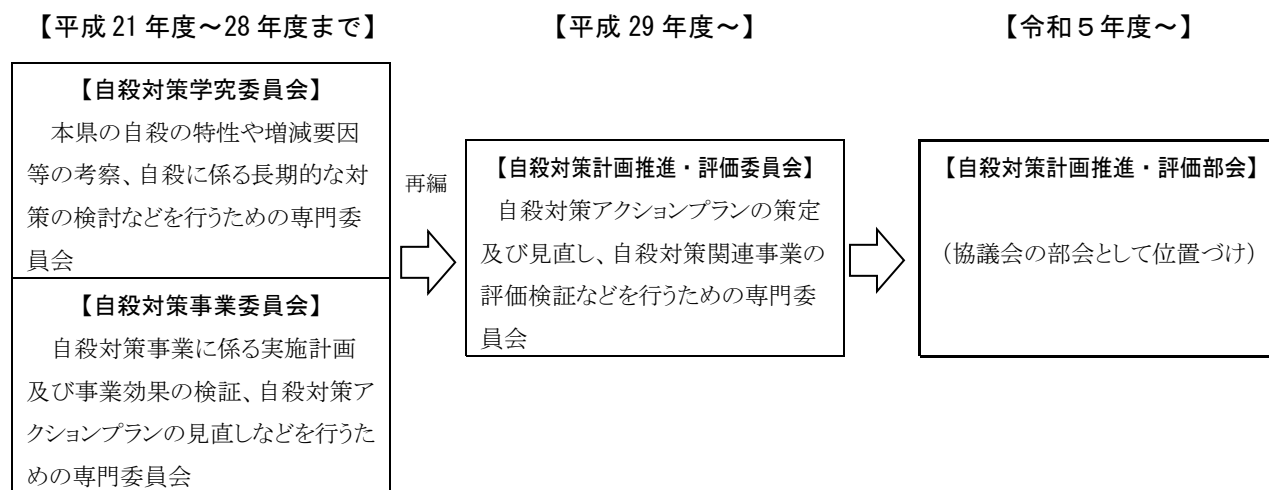 【平成 21 年度～28 年度まで】
【自殺対策学究委員会】
本県の自殺の特性や増減要因
等の考察、自殺に係る長期的な対
策の検討などを行うための専門委
員会
【自殺対策事業委員会】
自殺対策事業に係る実施計画
及び事業効果の検証、自殺対策ア
クションプランの見直しなどを行うた
めの専門委員会
再編
【平成 29 年度～】
【自殺対策計画推進・評価委員会】
自殺対策アクションプランの策定
及び見直し、自殺対策関連事業の
評価検証などを行うための専門委
員会
【令和５年度～】
【自殺対策計画推進・評価部会】
（協議会の部会として位置づけ）